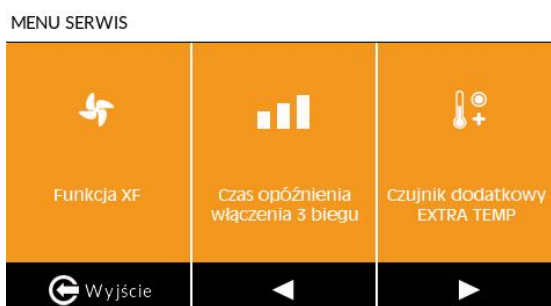 MENU SERWIS
Funkcja XF
Czas opóźnienia
włączenia 3 biegu
Czujnik dodatkowy
EXTRA TEMP
Wyjście